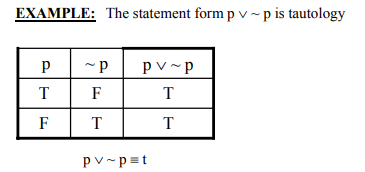 EXAMPLE: The statement form p ∨ ~ p is tautology
p ~ p p ∨ ~ p
T F T
F T T
p ∨ ~ p ≡ t